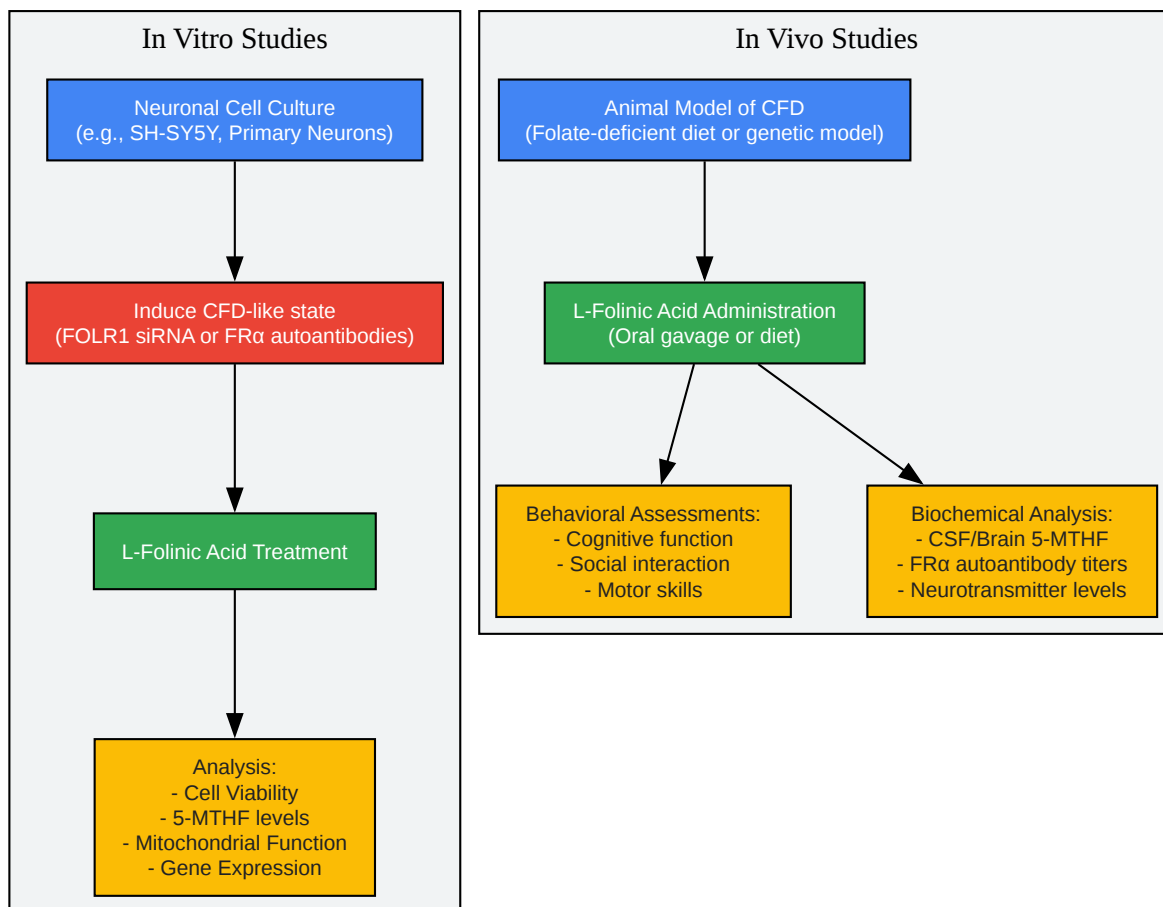 In Vitro Studies
Neuronal Cell Culture
(e.g., SH-SY5Y, Primary Neurons)
Induce CFD-like state
(FOLR1 siRNA or FRα autoantibodies)
L-Folinic Acid Treatment
Analysis:
- Cell Viability
- 5-MTHF levels
- Mitochondrial Function
- Gene Expression
In Vivo Studies
Animal Model of CFD
(Folate-deficient diet or genetic model)
L-Folinic Acid Administration
(Oral gavage or diet)
Behavioral Assessments:
- Cognitive function
- Social interaction
- Motor skills
Biochemical Analysis:
- CSF/Brain 5-MTHF
- FRα autoantibody titers
- Neurotransmitter levels